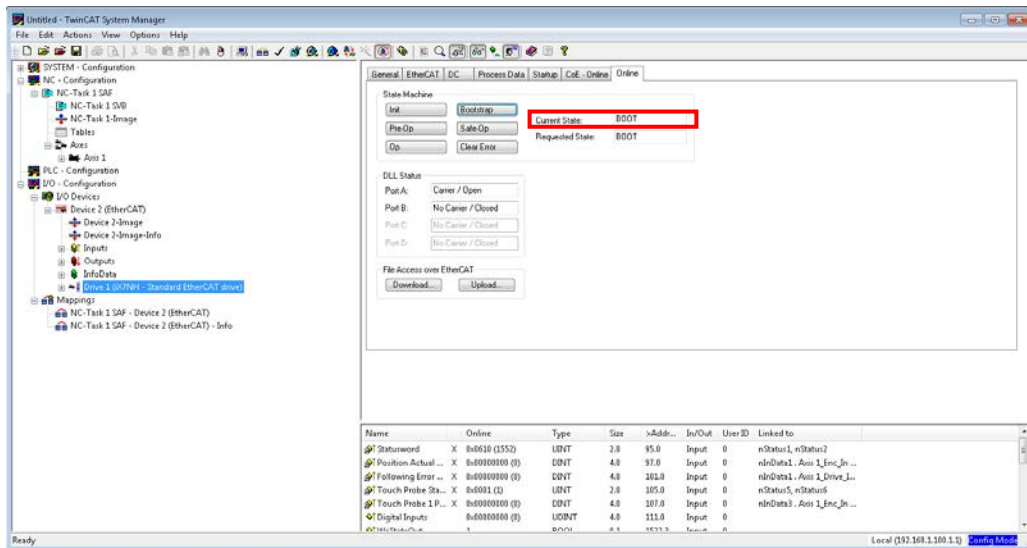 Untitled - TwinCAT System Manager
File Edit Actions View Options Help
SYSTEM - Configuration
NC - Configuration
NC-Task 1 SAF
NC-Task 1 SVB
NC-Task 1-Image
Tables
Axes
Axis 1
PLC - Configuration
I/O - Configuration
I/O Devices
Device 2 (EtherCAT)
Device 2-Image
Device 2-Image-Info
Inputs
Outputs
InfoData
Drive 1 (iX7NH - Standard EtherCAT drive)
Mappings
NC-Task 1 SAF - Device 2 (EtherCAT)
NC-Task 1 SAF - Device 2 (EtherCAT) - Info
General EtherCAT DC Process Data Startup CoE - Online Online
State Machine
Init Bootstrap
Pre-Op Safe-Op
Op Clear Error
Current State: BOOT
Requested State: BOOT
DLL Status
Port A: Carrier / Open
Port B: No Carrier / Closed
Port C: No Carrier / Closed
Port D: No Carrier / Closed
File Access over EtherCAT
Download... Upload...
Name Online Type Size >Addr... In/Out User ID Linked to
Statusword X 0x0610 (1552) UINT 2.0 95.0 Input 0 nStatus1, nStatus2
Position Actual ... X 0x00000000 (0) DINT 4.0 97.0 Input 0 nInData1 . Axis 1_Enc_In ...
Following Error ... X 0x00000000 (0) DINT 4.0 101.0 Input 0 nInData1 . Axis 1_Drive_I...
Touch Probe Sta... X 0x0001 (1) UINT 2.0 105.0 Input 0 nStatus5, nStatus6
Touch Probe 1 P... X 0x00000000 (0) DINT 4.0 107.0 Input 0 nInData3 . Axis 1_Enc_In ...
Digital Inputs 0x00000000 (0) UDINT 4.0 111.0 Input 0
Ready
Local (192.168.1.100.1.1) Config Mode